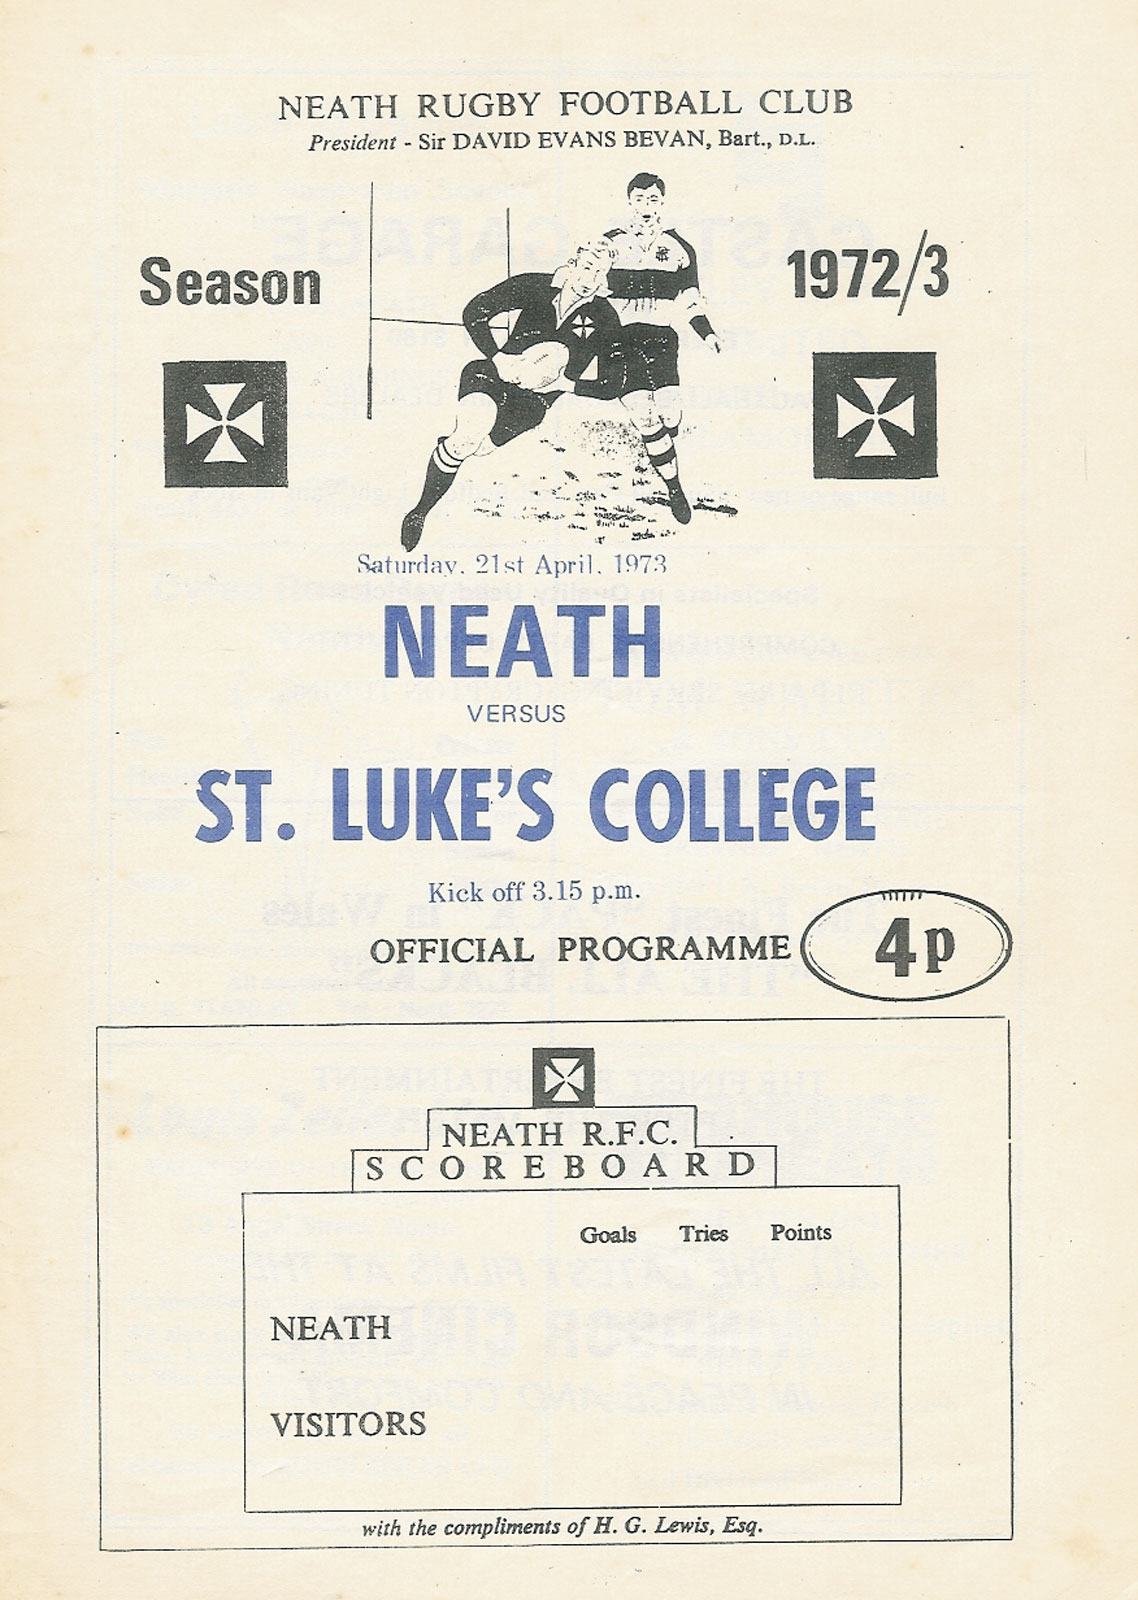 NEATH RUGBY FOOTBALL CLUB
President - Sir DAVID EVANS BEVAN, Bart., D.L.
Season 1972/3
Saturday, 21st April, 1973
NEATH
VERSUS
ST. LUKE'S COLLEGE
Kick off 3.15 p.m.
OFFICIAL PROGRAMME 4p
NEATH R.F.C.
SCOREBOARD
Goals Tries Points
NEATH
VISITORS
with the compliments of H. G. Lewis, Esq.